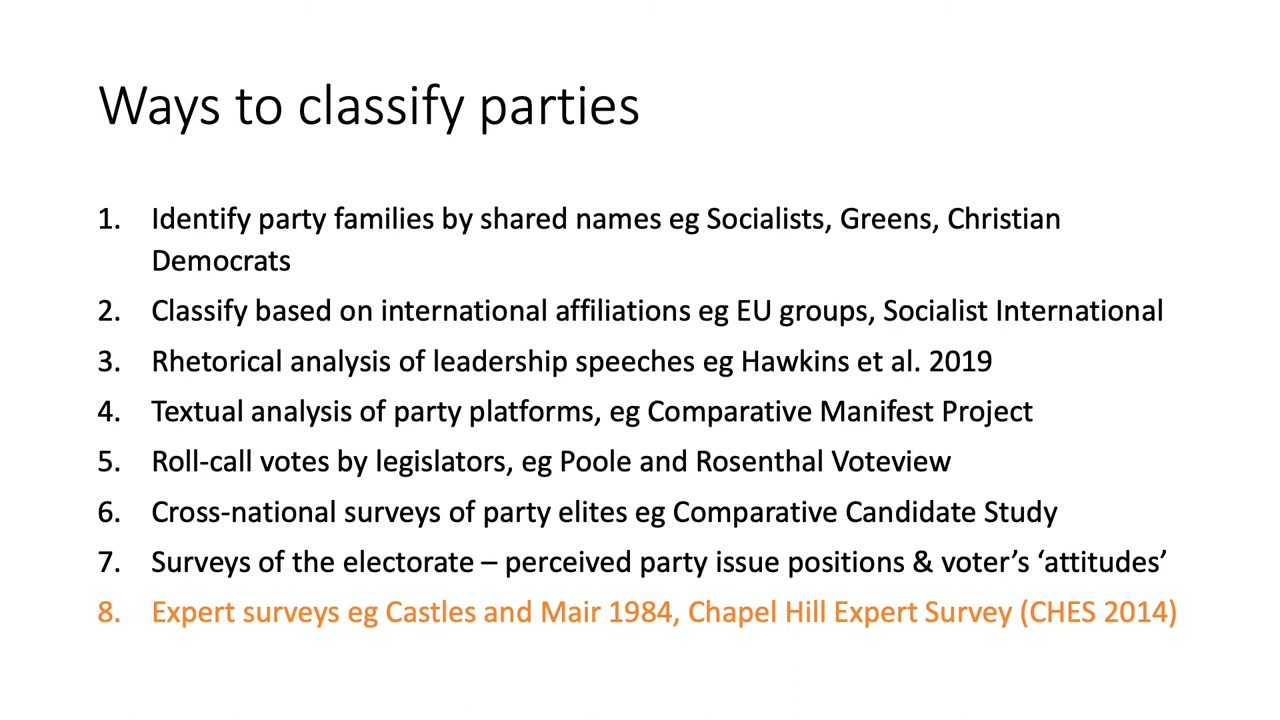 Ways to classify parties
1. Identify party families by shared names eg Socialists, Greens, Christian
Democrats
2. Classify based on international affiliations eg EU groups, Socialist International
3. Rhetorical analysis of leadership speeches eg Hawkins et al. 2019
4. Textual analysis of party platforms, eg Comparative Manifest Project
5. Roll-call votes by legislators, eg Poole and Rosenthal Voteview
6. Cross-national surveys of party elites eg Comparative Candidate Study
7. Surveys of the electorate – perceived party issue positions & voter’s ‘attitudes’
8. Expert surveys eg Castles and Mair 1984, Chapel Hill Expert Survey (CHES 2014)